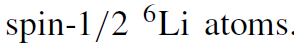 spin-1/2 ⁶Li atoms.